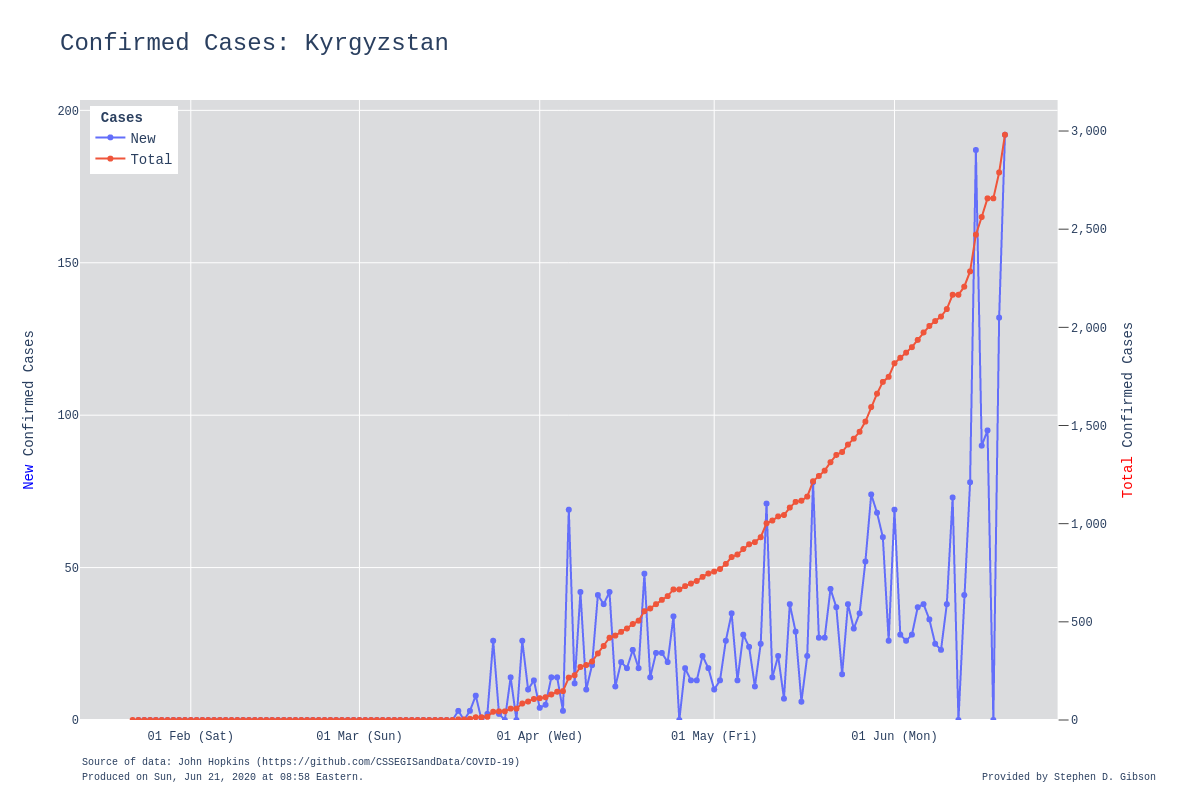 Confirmed Cases: Kyrgyzstan
Cases
New
Total
200
150
100
50
0
New Confirmed Cases
3,000
2,500
2,000
1,500
1,000
500
0
Total Confirmed Cases
01 Feb (Sat)
01 Mar (Sun)
01 Apr (Wed)
01 May (Fri)
01 Jun (Mon)
Source of data: John Hopkins (https://github.com/CSSEGISandData/COVID-19)
Produced on Sun, Jun 21, 2020 at 08:58 Eastern.
Provided by Stephen D. Gibson